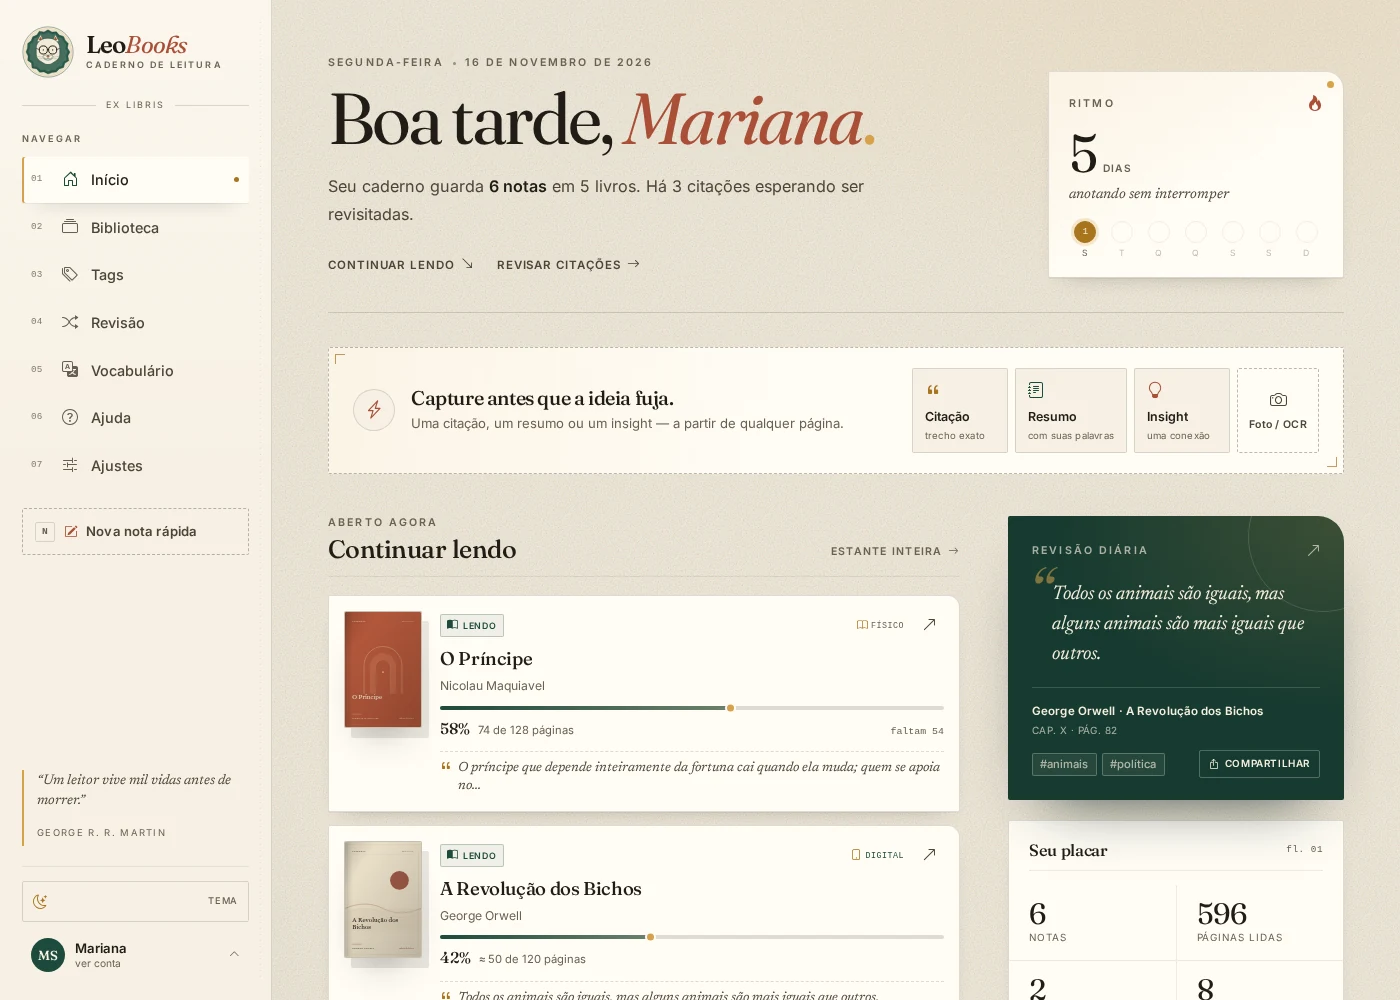 LeoBooks
CADERNO DE LEITURA
EX LIBRIS
NAVEGAR
01 Início
02 Biblioteca
03 Tags
04 Revisão
05 Vocabulário
06 Ajuda
07 Ajustes
N Nova nota rápida
“Um leitor vive mil vidas antes de
morrer.”
GEORGE R. R. MARTIN
TEMA
MS Mariana
ver conta
SEGUNDA-FEIRA • 16 DE NOVEMBRO DE 2026
Boa tarde, Mariana.
Seu caderno guarda 6 notas em 5 livros. Há 3 citações esperando ser
revisitadas.
CONTINUAR LENDO ↘ REVISAR CITAÇÕES →
RITMO
5 DIAS
anotando sem interromper
1
S T Q Q S S D
Capture antes que a ideia fuja.
Uma citação, um resumo ou um insight — a partir de qualquer página.
Citação
trecho exato
Resumo
com suas palavras
Insight
uma conexão
Foto / OCR
ABERTO AGORA
Continuar lendo
ESTANTE INTEIRA →
O Príncipe
LENDO
FÍSICO
O Príncipe
Nicolau Maquiavel
58% 74 de 128 páginas
faltam 54
“ O príncipe que depende inteiramente da fortuna cai quando ela muda; quem se apoia
no…
A Revolução dos
Bichos
LENDO
DIGITAL
A Revolução dos Bichos
George Orwell
42% ≈ 50 de 120 páginas
“ Todos os animais são iguais, mas alguns animais são mais iguais que outros.
REVISÃO DIÁRIA
“Todos os animais são iguais, mas
alguns animais são mais iguais que
outros.
George Orwell · A Revolução dos Bichos
CAP. X · PÁG. 82
#animais #política
COMPARTILHAR
Seu placar
fl. 01
6
NOTAS
596
PÁGINAS LIDAS
2
8